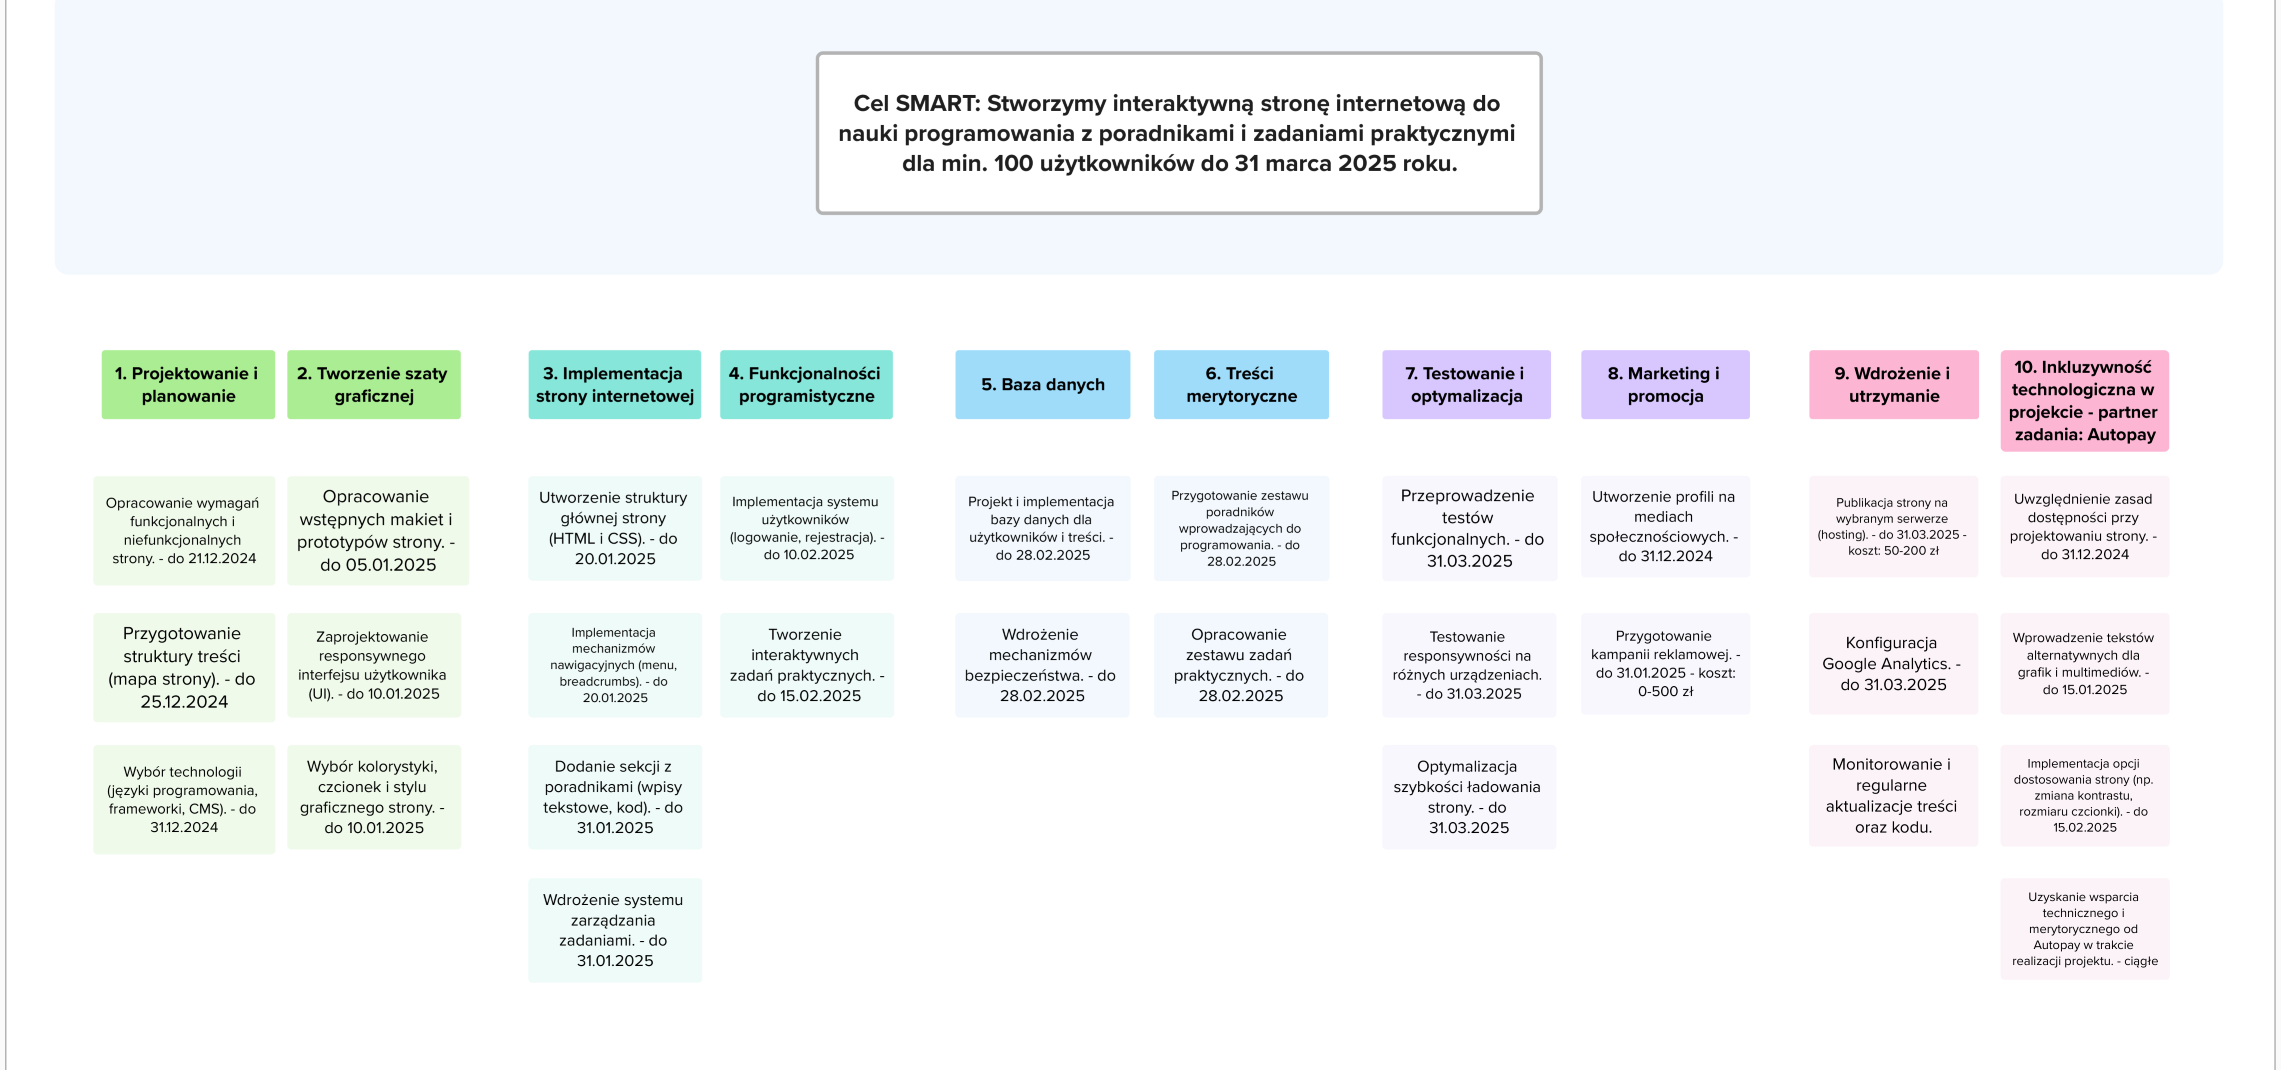 Cel SMART: Stworzymy interaktywną stronę internetową do
nauki programowania z poradnikami i zadaniami praktycznymi
dla min. 100 użytkowników do 31 marca 2025 roku.
1. Projektowanie i
planowanie
2. Tworzenie szaty
graficznej
3. Implementacja
strony internetowej
4. Funkcjonalności
programistyczne
5. Baza danych
6. Treści
merytoryczne
7. Testowanie i
optymalizacja
8. Marketing i
promocja
9. Wdrożenie i
utrzymanie
10. Inkluzywność
technologiczna w
projekcie - partner
zadania: Autopay
Opracowanie wymagań
funkcjonalnych i
niefunkcjonalnych
strony. - do 21.12.2024
Opracowanie
wstępnych makiet i
prototypów strony. -
do 05.01.2025
Utworzenie struktury
głównej strony
(HTML i CSS). - do
20.01.2025
Implementacja systemu
użytkowników
(logowanie, rejestracja). -
do 10.02.2025
Projekt i implementacja
bazy danych dla
użytkowników i treści. -
do 28.02.2025
Przygotowanie zestawu
poradników
wprowadzających do
programowania. - do
28.02.2025
Przeprowadzenie
testów
funkcjonalnych. - do
31.03.2025
Utworzenie profili na
mediach
społecznościowych. -
do 31.12.2024
Publikacja strony na
wybranym serwerze
(hosting). - do 31.03.2025 -
koszt: 50-200 zł
Uwzględnienie zasad
dostępności przy
projektowaniu strony. -
do 31.12.2024
Przygotowanie
struktury treści
(mapa strony). - do
25.12.2024
Zaprojektowanie
responsywnego
interfejsu użytkownika
(UI). - do 10.01.2025
Implementacja
mechanizmów
nawigacyjnych (menu,
breadcrumbs). - do
20.01.2025
Tworzenie
interaktywnych
zadań praktycznych. -
do 15.02.2025
Wdrożenie
mechanizmów
bezpieczeństwa. - do
28.02.2025
Opracowanie
zestawu zadań
praktycznych. - do
28.02.2025
Testowanie
responsywności na
różnych urządzeniach.
- do 31.03.2025
Przygotowanie
kampanii reklamowej. -
do 31.01.2025 - koszt:
0-500 zł
Konfiguracja
Google Analytics. -
do 31.03.2025
Wprowadzenie tekstów
alternatywnych dla
grafik i multimediów. -
do 15.01.2025
Wybór technologii
(języki programowania,
frameworki, CMS). - do
31.12.2024
Wybór kolorystyki,
czcionek i stylu
graficznego strony. -
do 10.01.2025
Dodanie sekcji z
poradnikami (wpisy
tekstowe, kod). - do
31.01.2025
Optymalizacja
szybkości ładowania
strony. - do
31.03.2025
Monitorowanie i
regularne
aktualizacje treści
oraz kodu.
Implementacja opcji
dostosowania strony (np.
zmiana kontrastu,
rozmiaru czcionki). - do
15.02.2025
Wdrożenie systemu
zarządzania
zadaniami. - do
31.01.2025
Uzyskanie wsparcia
technicznego i
merytorycznego od
Autopay w trakcie
realizacji projektu. - ciągłe